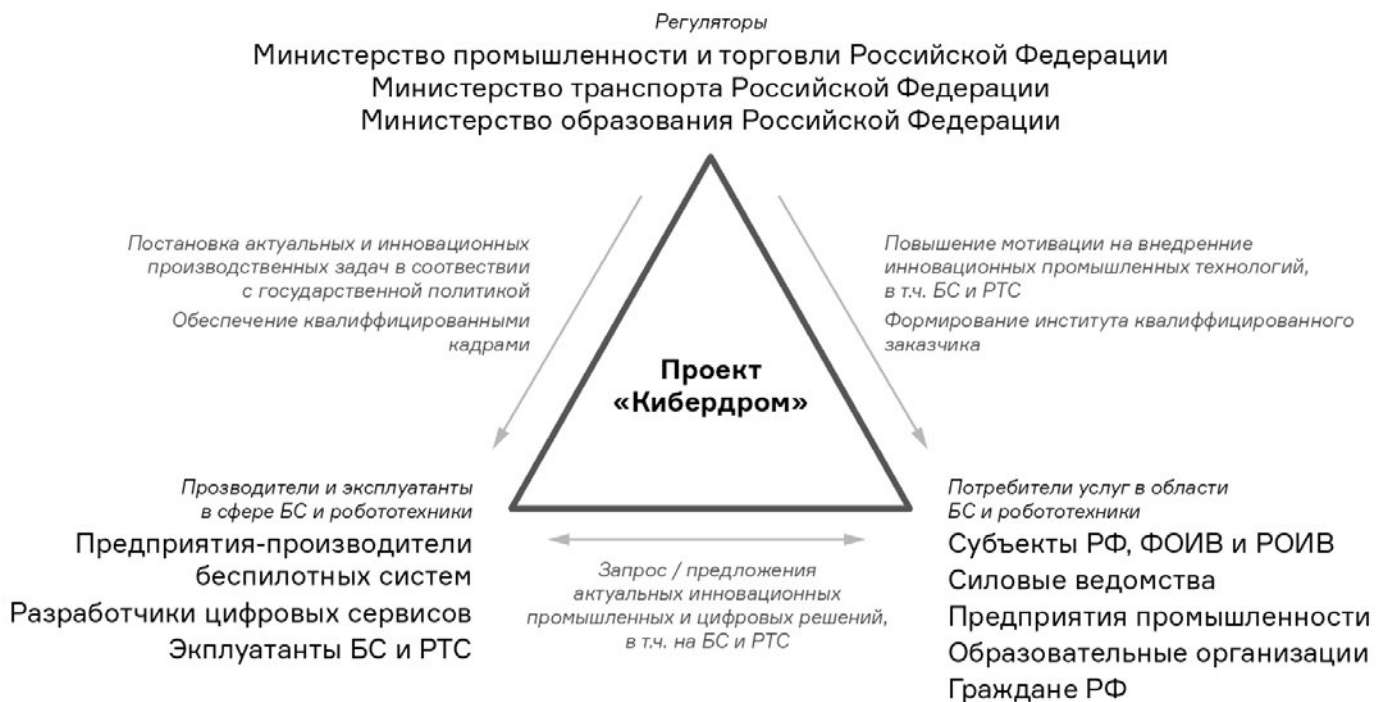 Регуляторы
Министерство промышленности и торговли Российской Федерации
Министерство транспорта Российской Федерации
Министерство образования Российской Федерации
Постановка актуальных и инновационных
производственных задач в соотвествии
с государственной политикой
Обеспечение квалиффицированными
кадрами
Повышение мотивации на внедренние
инновационных промышленных технологий,
в т.ч. БС и РТС
Формирование института квалиффицированного
заказчика
Проект
«Кибердром»
Прозводители и эксплуатанты
в сфере БС и робототехники
Предприятия-производители
беспилотных систем
Разработчики цифровых сервисов
Экплуатанты БС и РТС
Запрос / предложения
актуальных инновационных
промышленных и цифровых решений,
в т.ч. на БС и РТС
Потребители услуг в области
БС и робототехники
Субъекты РФ, ФОИВ и РОИВ
Силовые ведомства
Предприятия промышленности
Образовательные организации
Граждане РФ